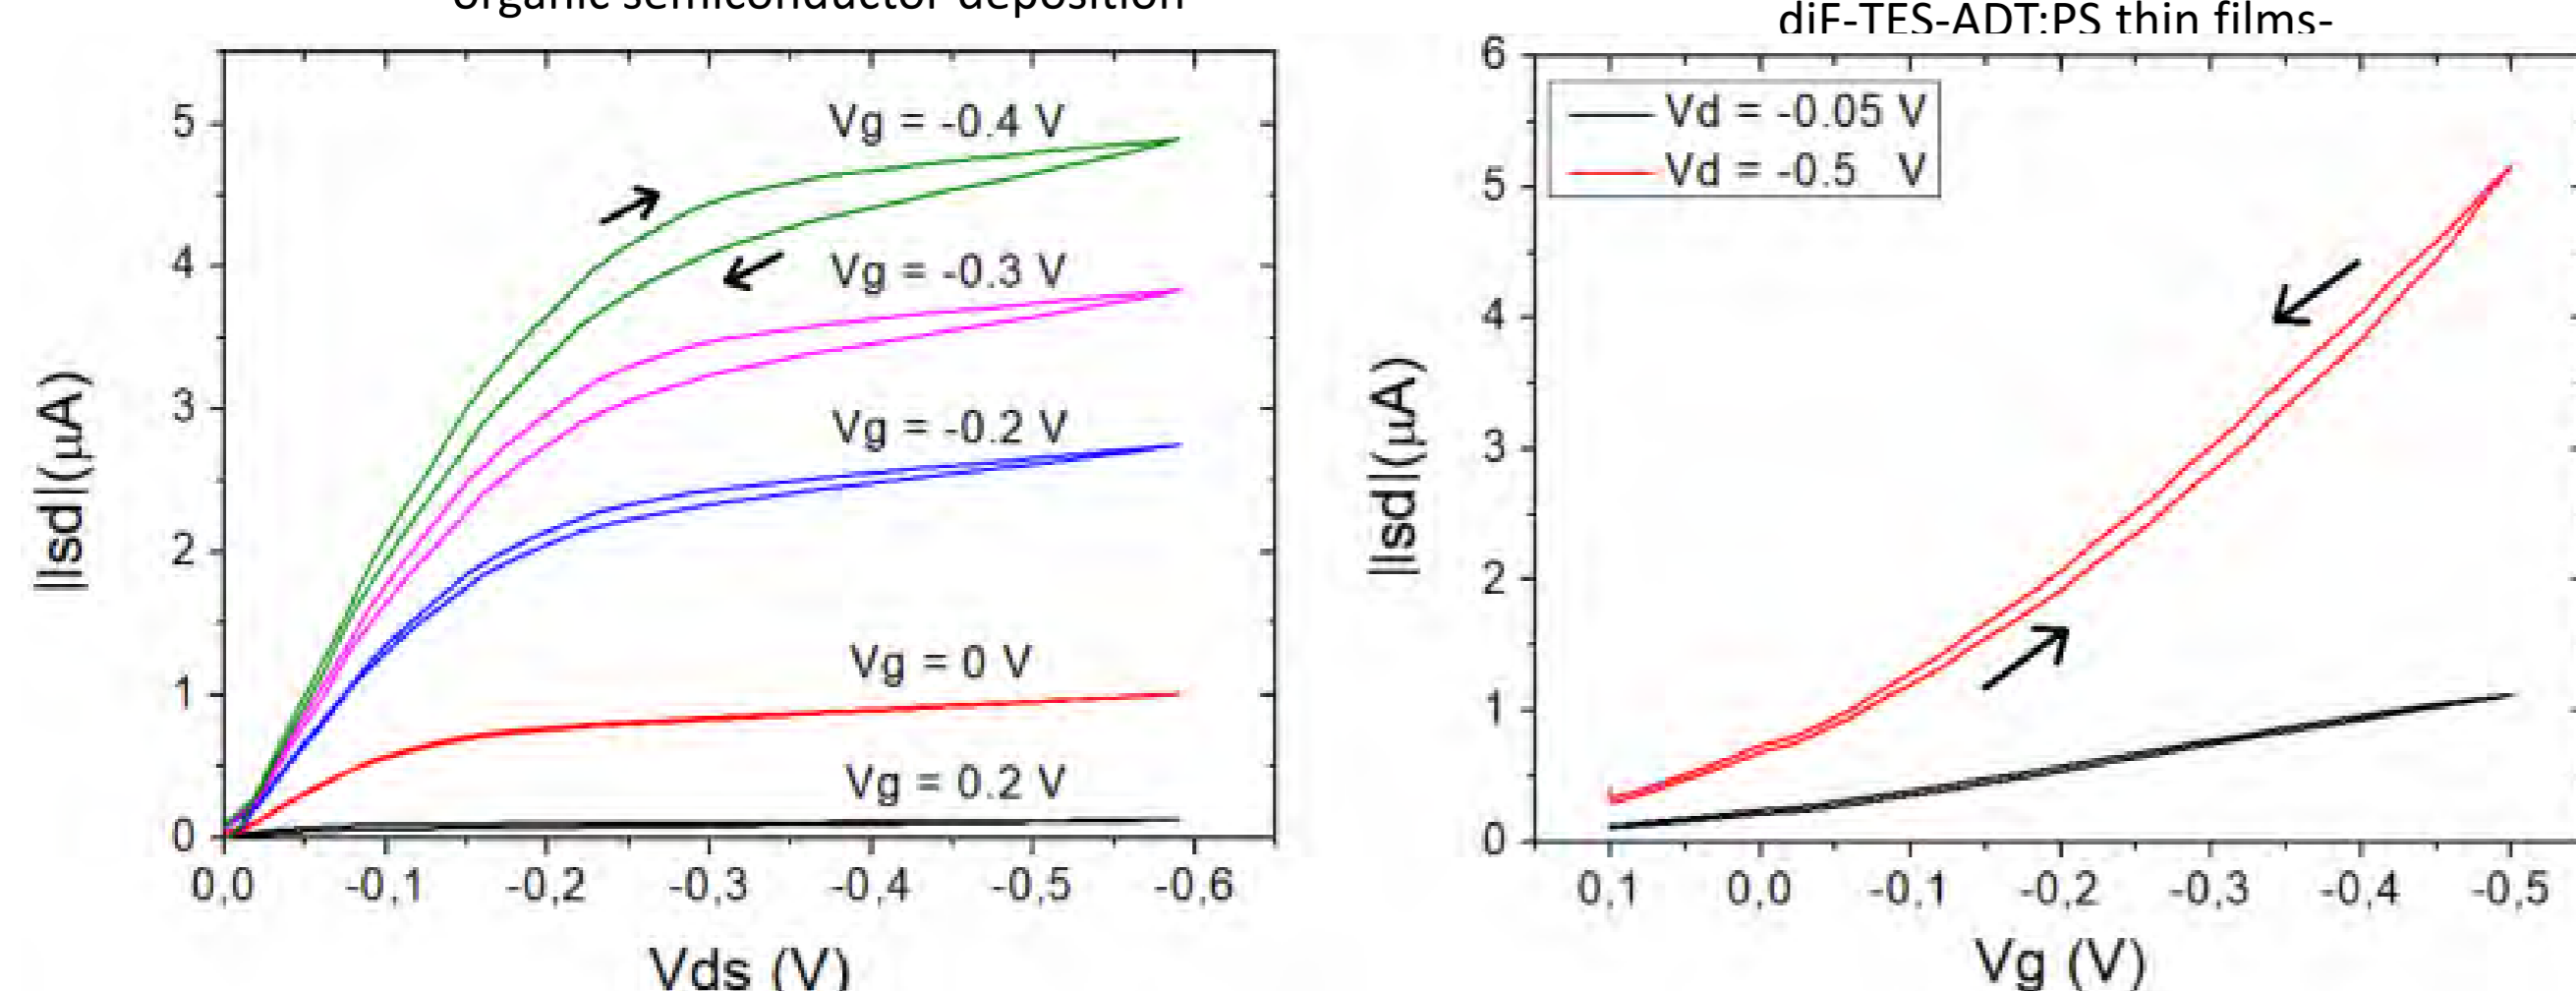 organic semiconductor deposition
diF-TES-ADT:PS thin films-
|Isd|(μA)
5
4
3
2
1
0
Vg = -0.4 V
Vg = -0.3 V
Vg = -0.2 V
Vg = 0 V
Vg = 0.2 V
0,0 -0,1 -0,2 -0,3 -0,4 -0,5 -0,6
Vds (V)
|Isd|(μA)
6
5
4
3
2
1
0
Vd = -0.05 V
Vd = -0.5 V
0,1 0,0 -0,1 -0,2 -0,3 -0,4 -0,5
Vg (V)